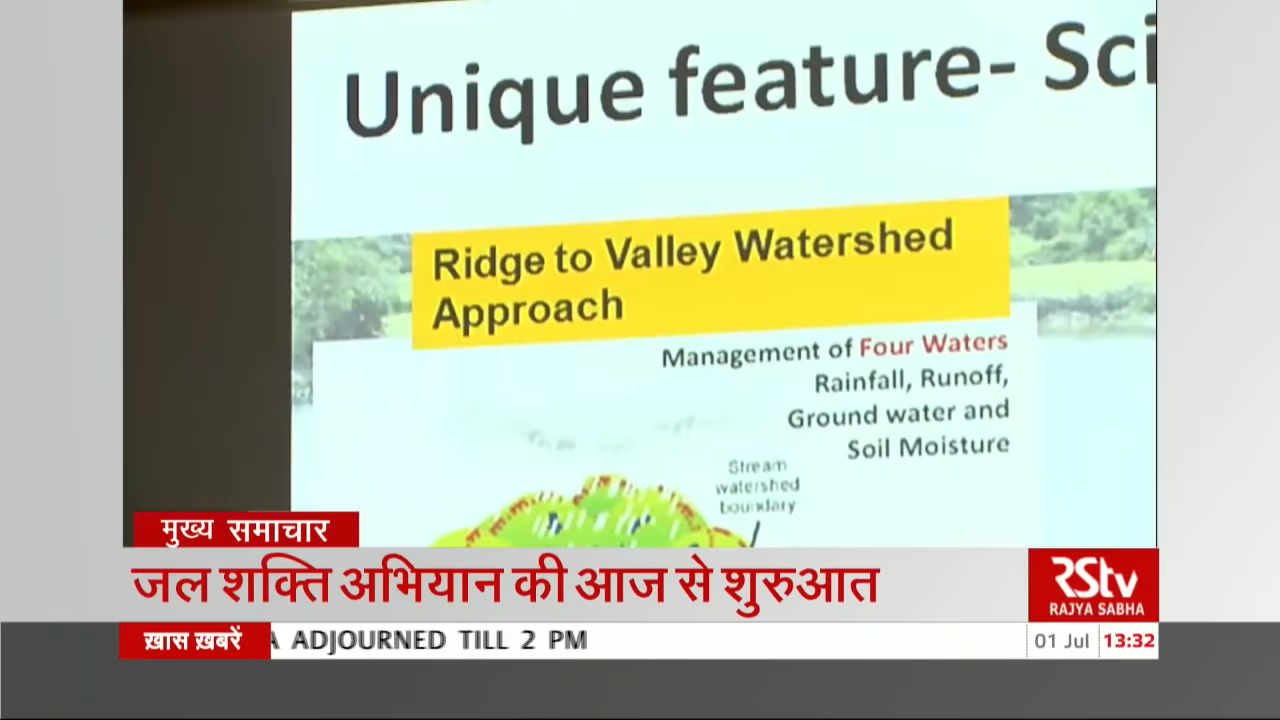 Unique feature- Sci
Ridge to Valley Watershed
Approach
Management of Four Waters
Rainfall, Runoff,
Ground water and
Soil Moisture
Stream
watershed
boundary
मुख्य समाचार
जल शक्ति अभियान की आज से शुरुआत
RStv
RAJYA SABHA
ख़ास ख़बरें
A ADJOURNED TILL 2 PM
01 Jul 13:32